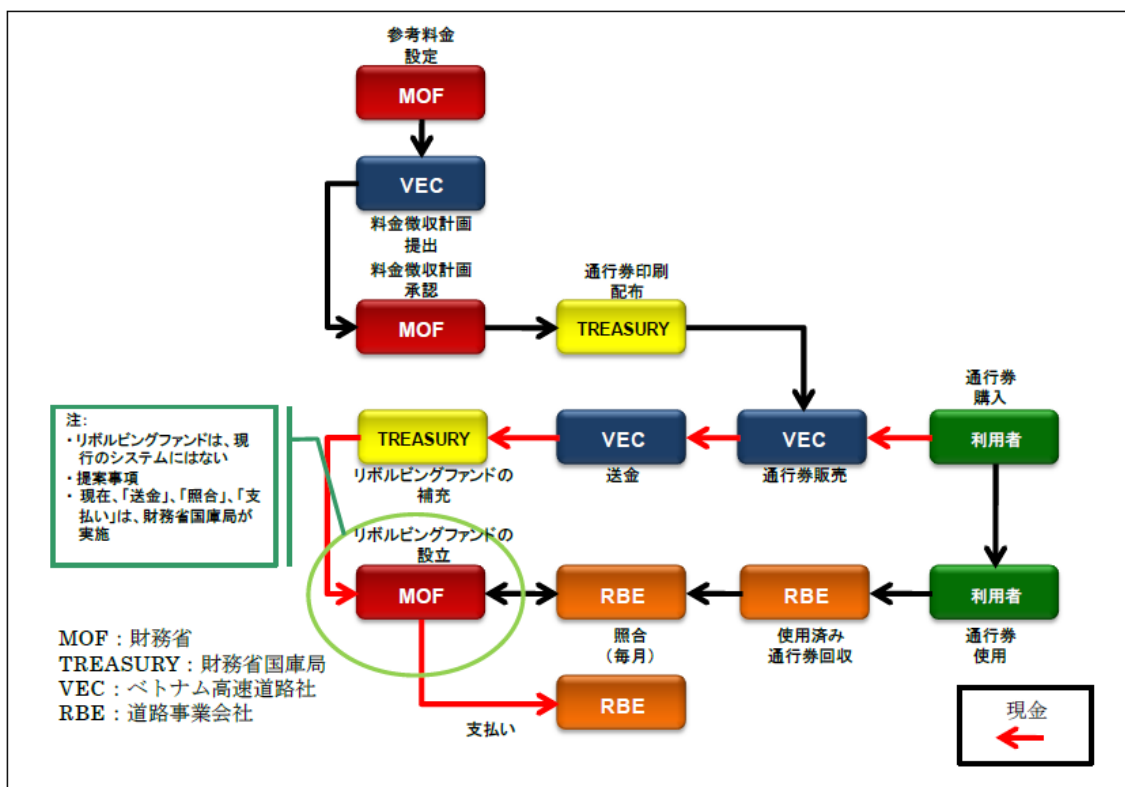 参考料金
設定
MOF
VEC
料金徴収計画
提出
料金徴収計画
承認
MOF
通行券印刷
配布
TREASURY
通行券
購入
利用者
VEC
通行券販売
VEC
送金
TREASURY
リボルビングファンドの
補充
注:
・リボルビングファンドは、現
行のシステムにはない
・提案事項
・ 現在、「送金」、「照合」、「支
払い」は、財務省国庫局が
実施
リボルビングファンドの
設立
MOF
RBE
照合
（毎月）
RBE
使用済み
通行券回収
利用者
通行券
使用
RBE
支払い
MOF：財務省
TREASURY：財務省国庫局
VEC：ベトナム高速道路社
RBE：道路事業会社
現金